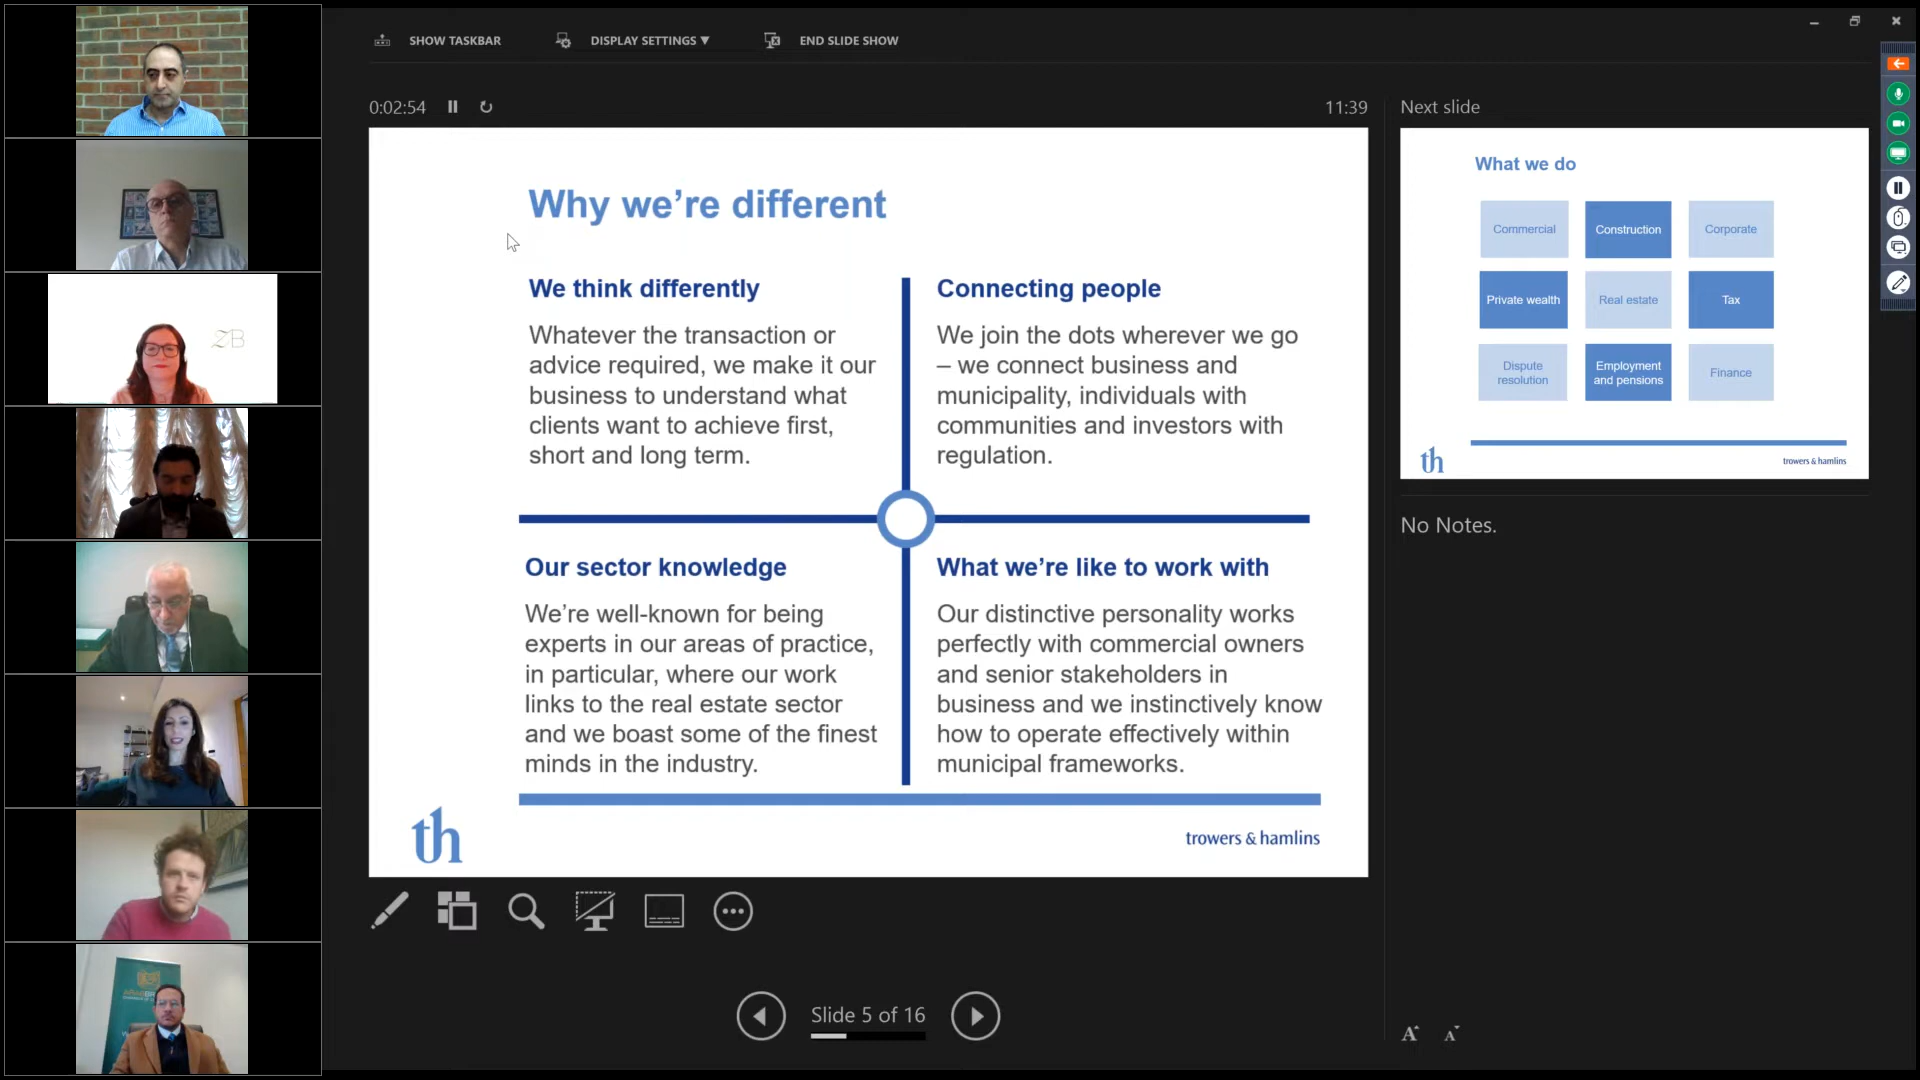 SHOW TASKBAR
DISPLAY SETTINGS ▼
END SLIDE SHOW
0:02:54
11:39
Next slide
Why we’re different
We think differently
Whatever the transaction or
advice required, we make it our
business to understand what
clients want to achieve first,
short and long term.
Connecting people
We join the dots wherever we go
– we connect business and
municipality, individuals with
communities and investors with
regulation.
Our sector knowledge
We’re well-known for being
experts in our areas of practice,
in particular, where our work
links to the real estate sector
and we boast some of the finest
minds in the industry.
What we’re like to work with
Our distinctive personality works
perfectly with commercial owners
and senior stakeholders in
business and we instinctively know
how to operate effectively within
municipal frameworks.
th
trowers & hamlins
What we do
Commercial
Construction
Corporate
Private wealth
Real estate
Tax
Dispute
resolution
Employment
and pensions
Finance
th
trowers & hamlins
No Notes.
Slide 5 of 16
A
A
ZB